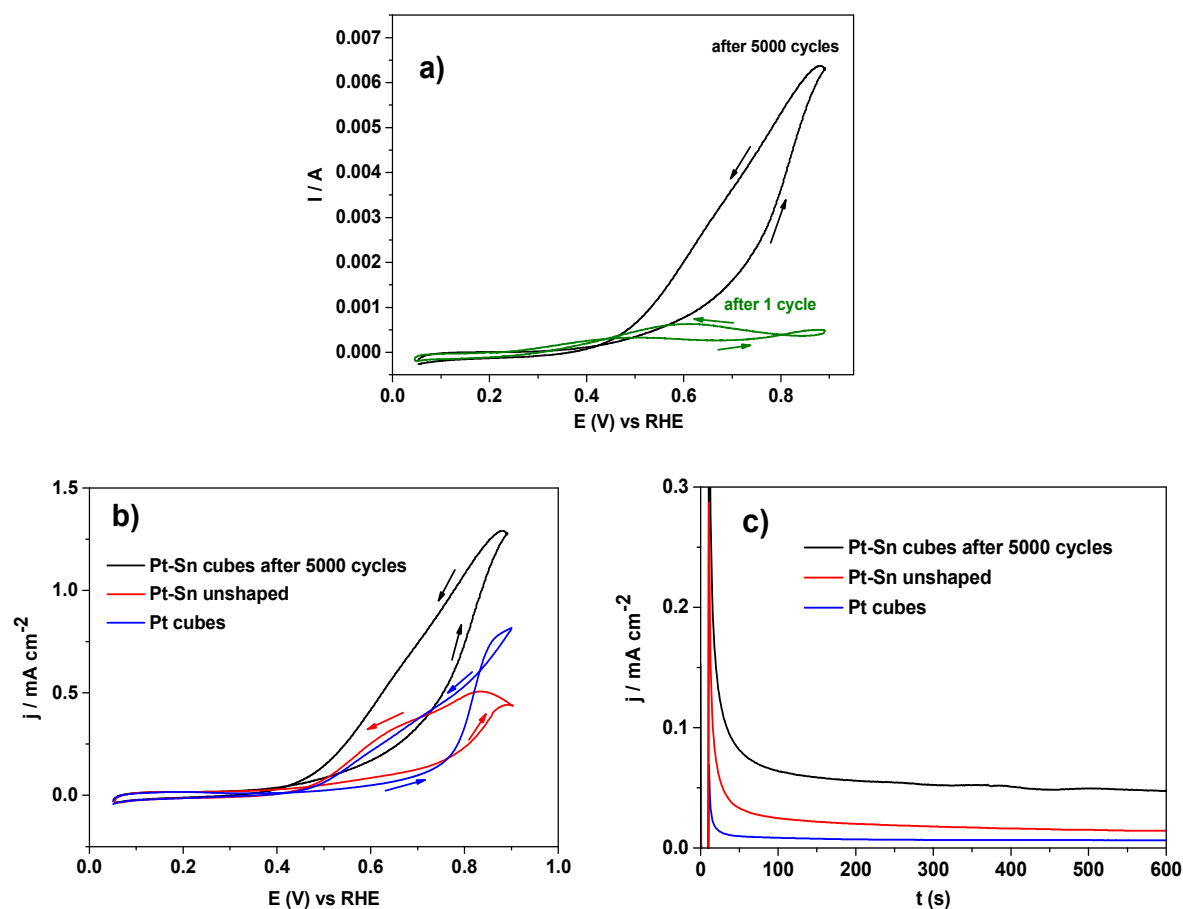 a)
after 5000 cycles
after 1 cycle
0.007
0.006
0.005
0.004
0.003
0.002
0.001
0.000
I / A
0.0
0.2
0.4
0.6
0.8
E (V) vs RHE
b)
Pt-Sn cubes after 5000 cycles
Pt-Sn unshaped
Pt cubes
1.5
1.0
0.5
0.0
j / mA cm-2
0.0
0.2
0.4
0.6
0.8
1.0
E (V) vs RHE
c)
Pt-Sn cubes after 5000 cycles
Pt-Sn unshaped
Pt cubes
0.3
0.2
0.1
0.0
j / mA cm-2
0
100
200
300
400
500
600
t (s)